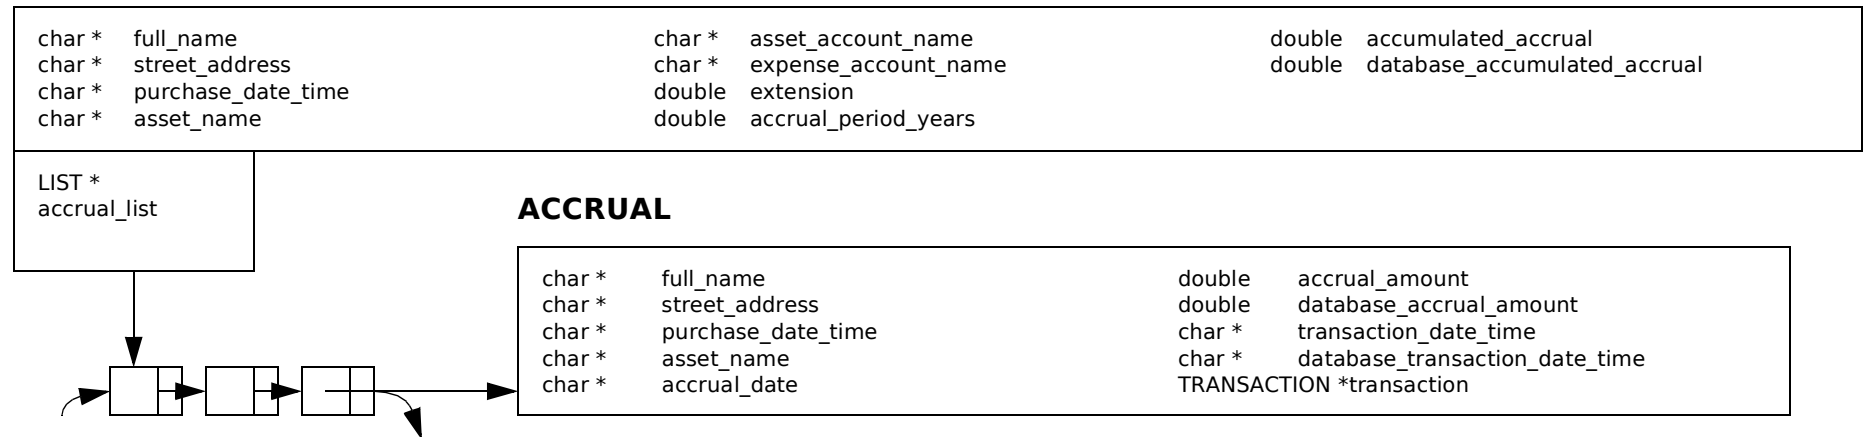 char * full_name
char * street_address
char * purchase_date_time
char * asset_name
char * asset_account_name
char * expense_account_name
double extension
double accrual_period_years
double accumulated_accrual
double database_accumulated_accrual
LIST *
accrual_list
ACCRUAL
char * full_name
char * street_address
char * purchase_date_time
char * asset_name
char * accrual_date
double accrual_amount
double database_accrual_amount
char * transaction_date_time
char * database_transaction_date_time
TRANSACTION *transaction